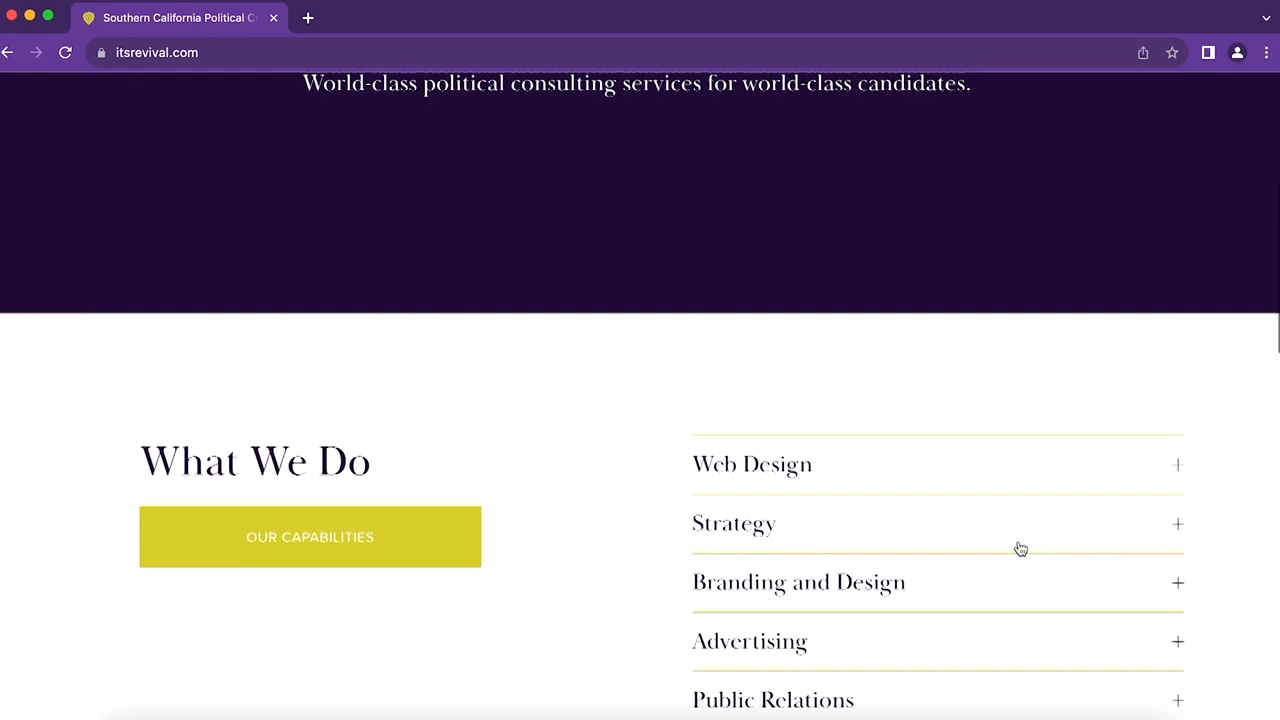 Southern California Political C
itsrevival.com
World-class political consulting services for world-class candidates.
What We Do
OUR CAPABILITIES
Web Design
Strategy
Branding and Design
Advertising
Public Relations